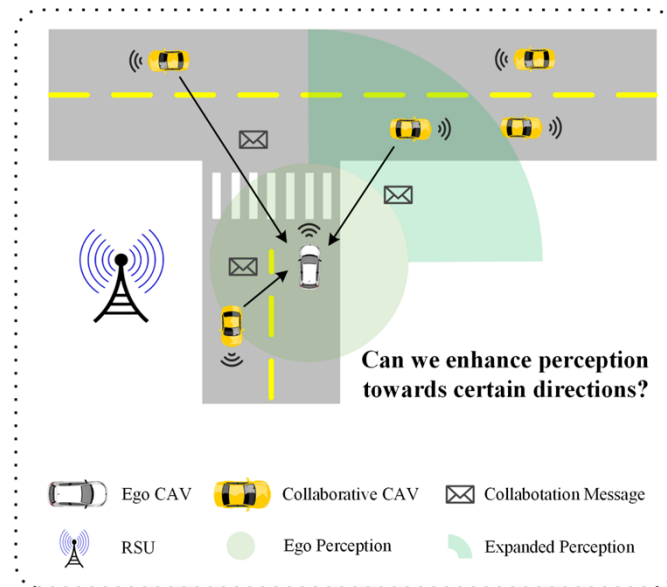 Can we enhance perception
towards certain directions?
Ego CAV
Collaborative CAV
Collabotation Message
RSU
Ego Perception
Expanded Perception